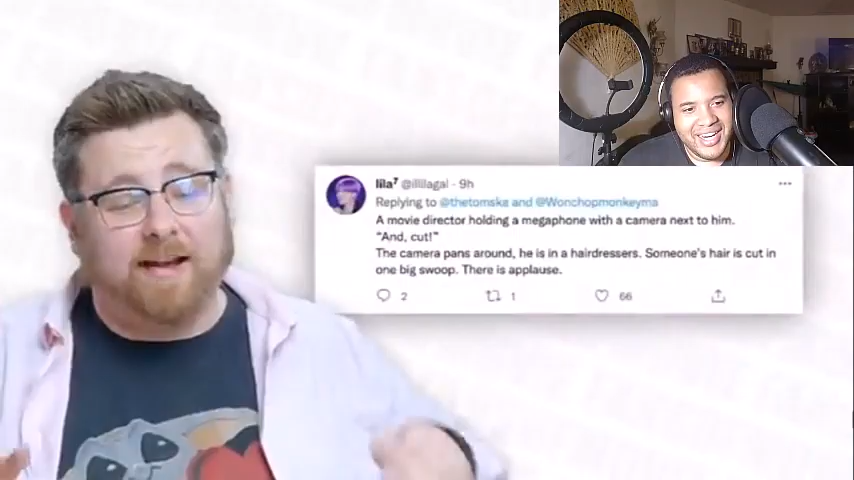 lila⁷ @illlagal · 9h
Replying to @thetomska and @Wonchopmonkeyma
A movie director holding a megaphone with a camera next to him.
"And, cut!"
The camera pans around, he is in a hairdressers. Someone's hair is cut in
one big swoop. There is applause.
2 1 66